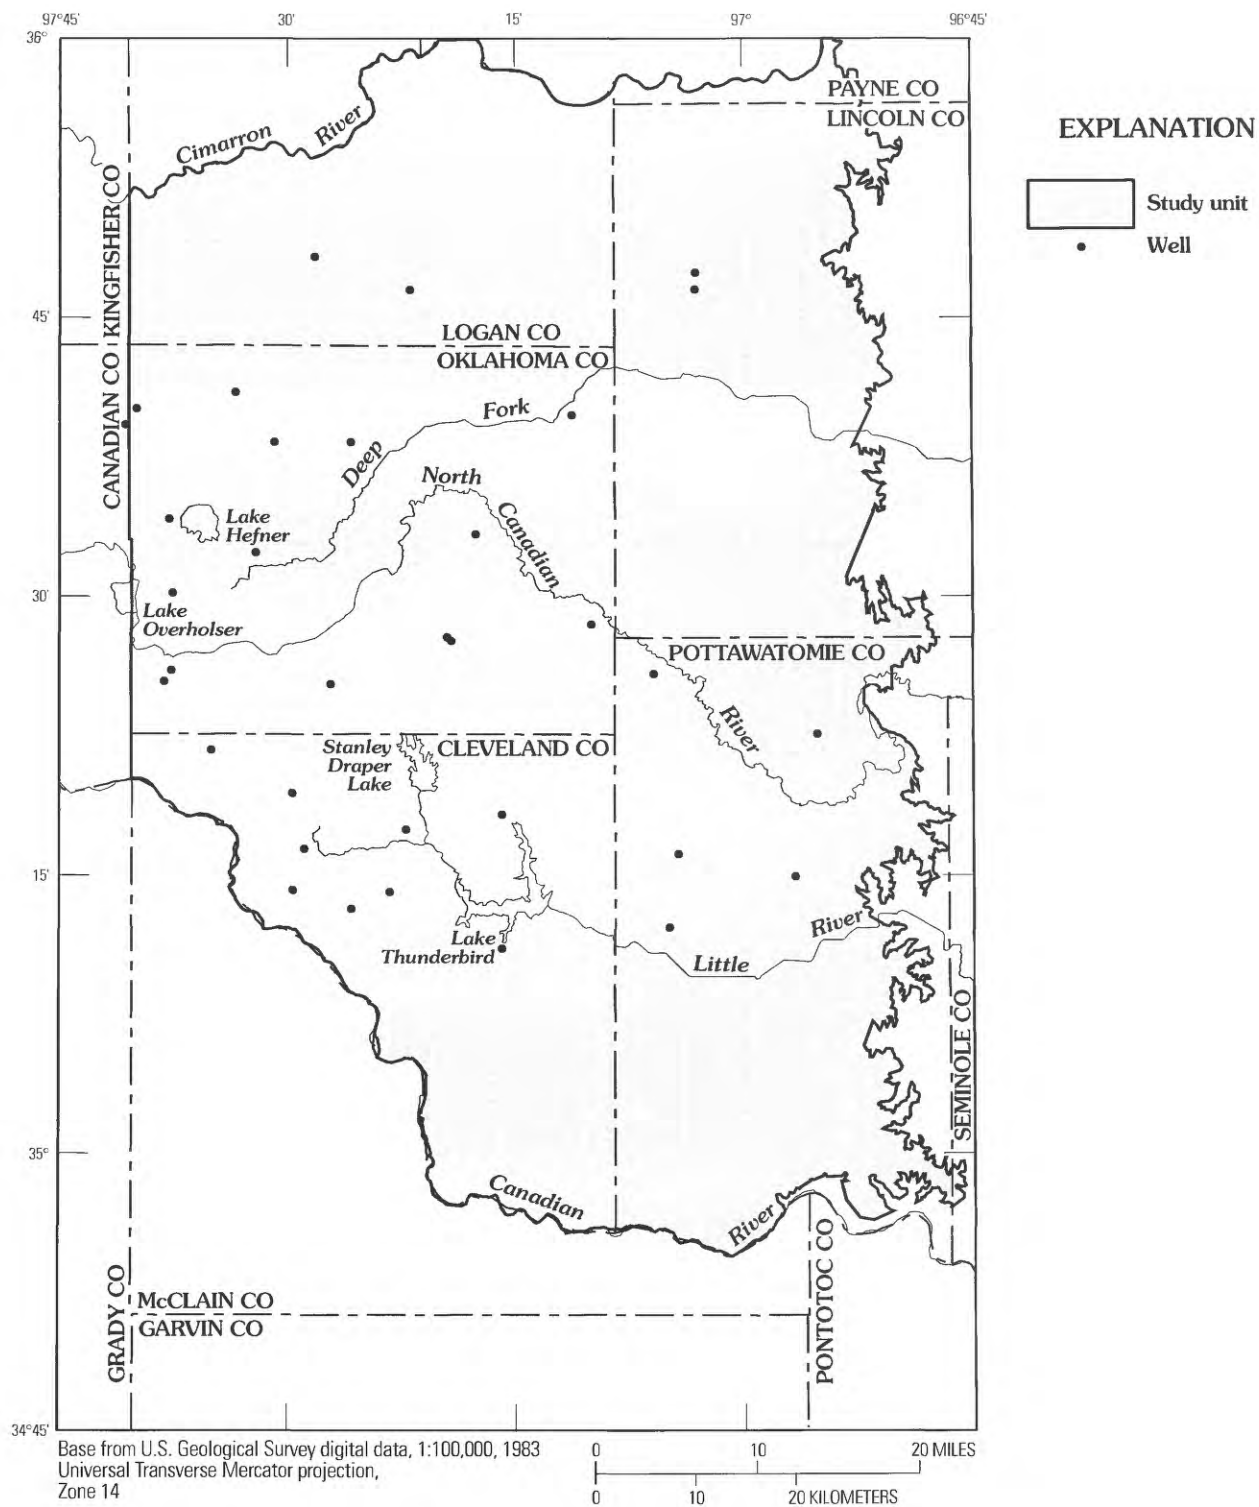 97°45'
30'
15'
97°
96°45'
36°
PAYNE CO
LINCOLN CO
EXPLANATION
Study unit
Well
Cimarron
River
CANADIAN CO
KINGFISHER CO
45'
LOGAN CO
OKLAHOMA CO
Deep
Fork
North
Canadian
Lake
Hefner
30'
Lake
Overholser
POTTAWATOMIE CO
River
Stanley
Draper
Lake
CLEVELAND CO
15'
River
Lake
Thunderbird
Little
SEMINOLE CO
35°
Canadian
River
GRADY CO
McCLAIN CO
GARVIN CO
PONTOTOC CO
34°45'
Base from U.S. Geological Survey digital data, 1:100,000, 1983
Universal Transverse Mercator projection,
Zone 14
0 10 20 MILES
0 10 20 KILOMETERS